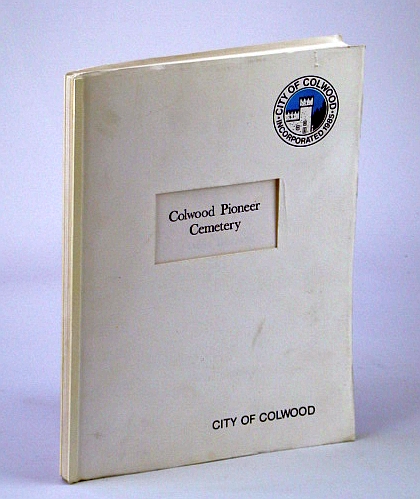 CITY OF COLWOOD
INCORPORATED 1985
Colwood Pioneer
Cemetery
CITY OF COLWOOD